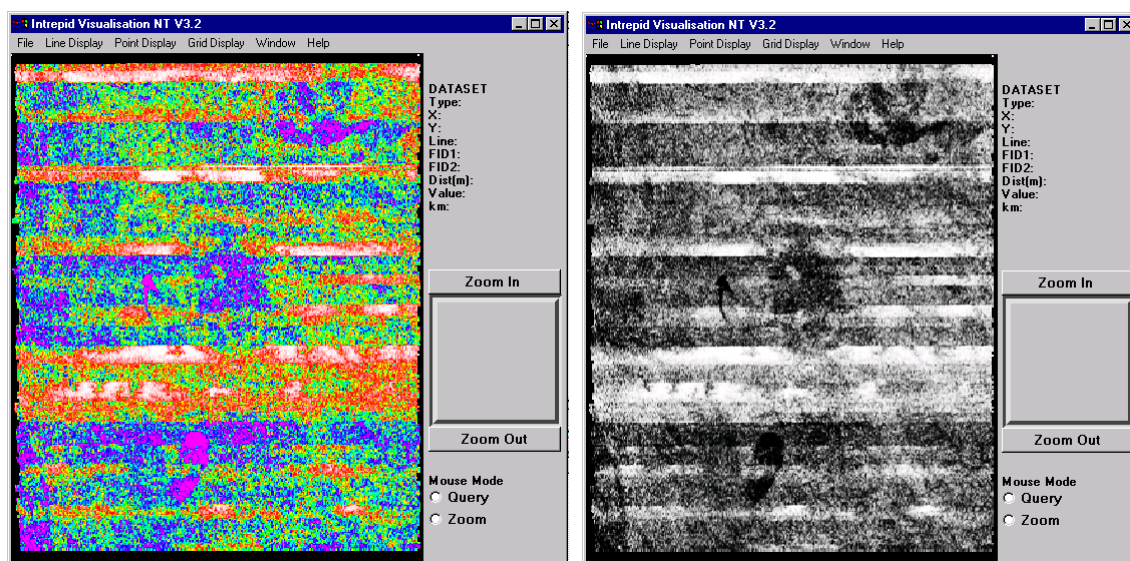 Intrepid Visualisation NT V3.2
File Line Display Point Display Grid Display Window Help
DATASET
Type:
X:
Y:
Line:
FID1:
FID2:
Dist(m):
Value:
km:
Zoom In
Zoom Out
Mouse Mode
Query
Zoom
Intrepid Visualisation NT V3.2
File Line Display Point Display Grid Display Window Help
DATASET
Type:
X:
Y:
Line:
FID1:
FID2:
Dist(m):
Value:
km:
Zoom In
Zoom Out
Mouse Mode
Query
Zoom